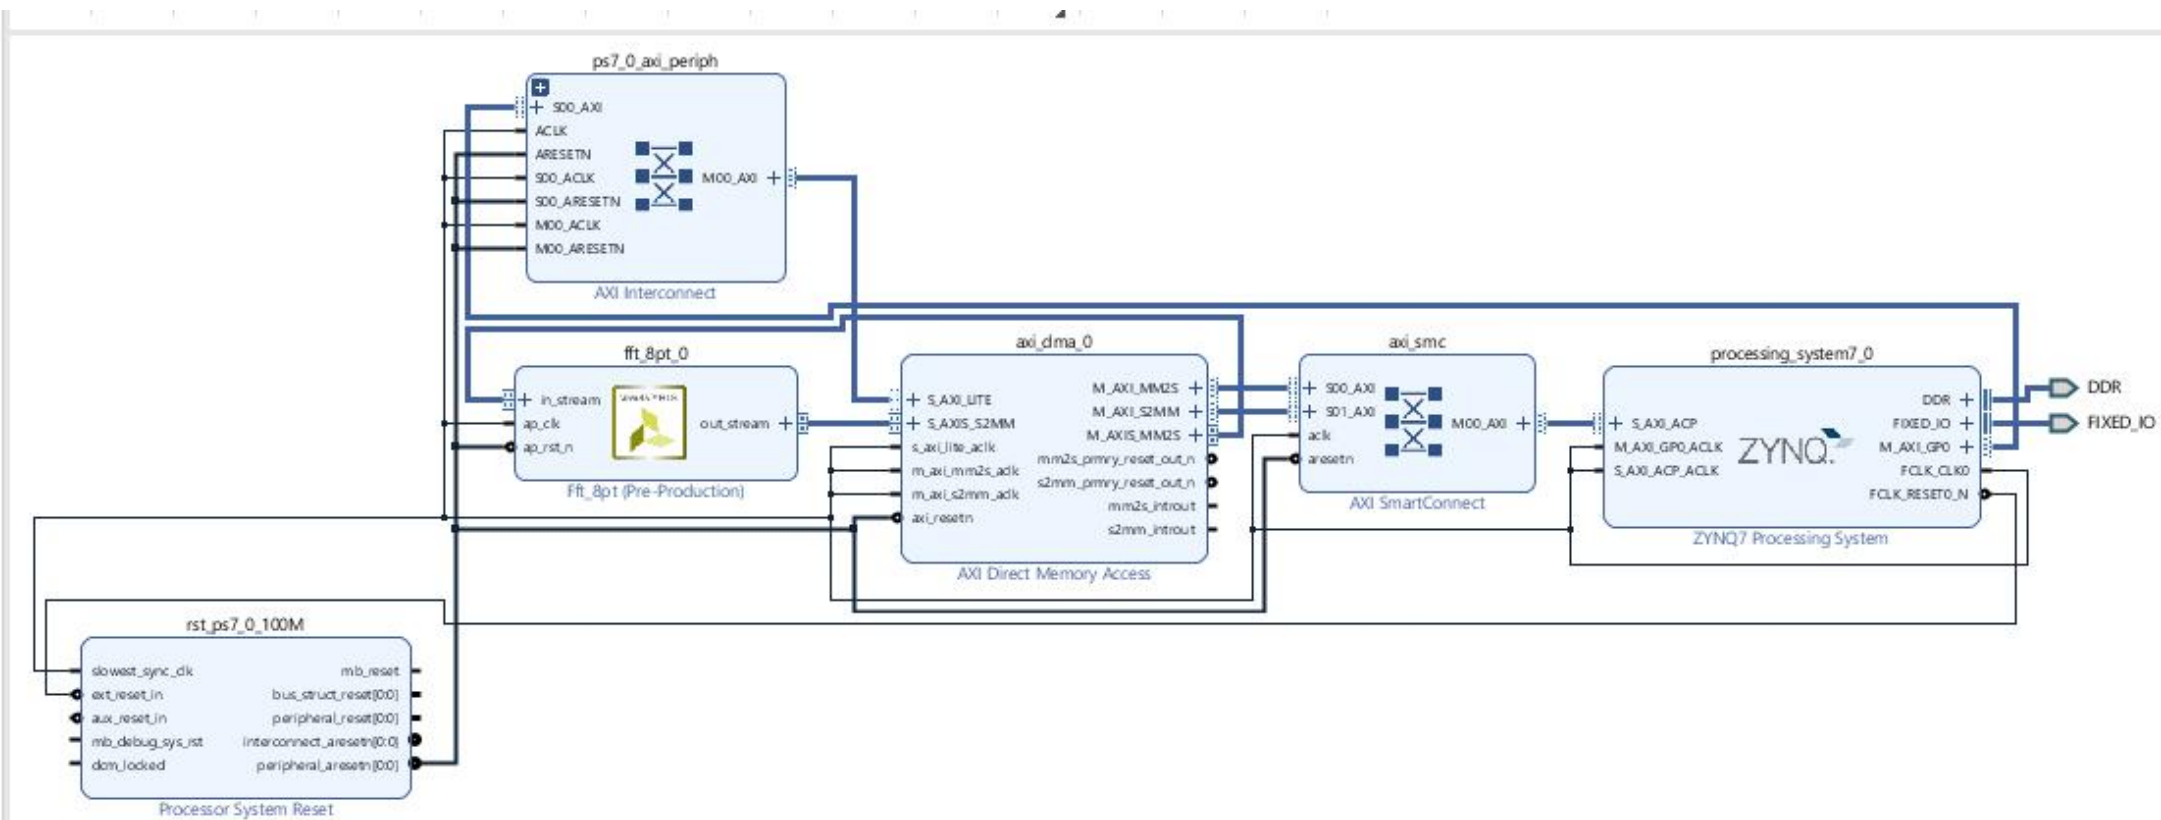 ps7_0_axi_periph
S00_AXI
ACLK
ARESETN
S00_ACLK
S00_ARESETN
M00_ACLK
M00_ARESETN
M00_AXI
AXI Interconnect
fft_8pt_0
in_stream
ap_clk
ap_rst_n
out_stream
Fft_8pt (Pre-Production)
axi_dma_0
S_AXI_LITE
S_AXIS_S2MM
s_axi_lite_aclk
m_axi_mm2s_aclk
m_axi_s2mm_aclk
axi_resetn
M_AXI_MM2S
M_AXI_S2MM
M_AXIS_MM2S
mm2s_prmry_reset_out_n
s2mm_prmry_reset_out_n
mm2s_introut
s2mm_introut
AXI Direct Memory Access
axi_smc
S00_AXI
S01_AXI
aclk
aresetn
M00_AXI
AXI SmartConnect
processing_system7_0
S_AXI_ACP
M_AXI_GP0_ACLK
S_AXI_ACP_ACLK
ZYNQ
DDR
FIXED_IO
M_AXI_GP0
FCLK_CLK0
FCLK_RESET0_N
ZYNQ7 Processing System
DDR
FIXED_IO
rst_ps7_0_100M
slowest_sync_clk
ext_reset_in
aux_reset_in
mb_debug_sys_rst
dcm_locked
mb_reset
bus_struct_reset[0:0]
peripheral_reset[0:0]
interconnect_aresetn[0:0]
peripheral_aresetn[0:0]
Processor System Reset